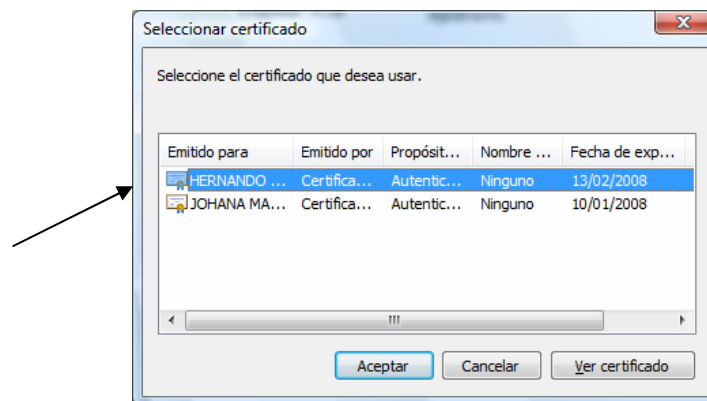 Seleccionar certificado
Seleccione el certificado que desea usar.
Emitido para Emitido por Propósit... Nombre ... Fecha de exp...
HERNANDO ... Certifica... Autentic... Ninguno 13/02/2008
JOHANA MA... Certifica... Autentic... Ninguno 10/01/2008
Aceptar Cancelar Ver certificado